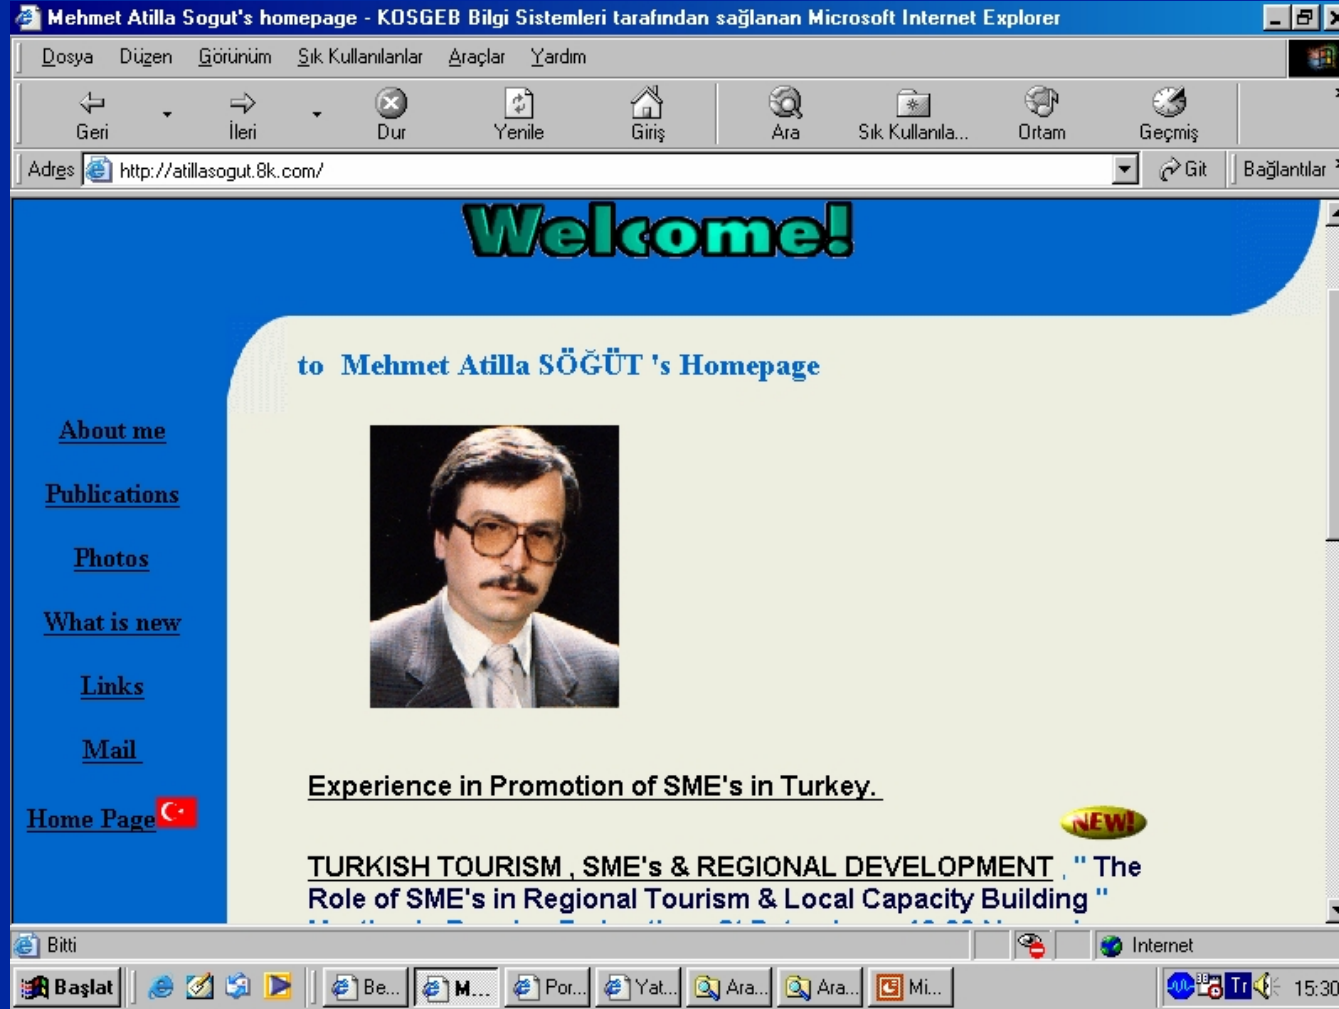 Mehmet Atilla Sogut's homepage - KOSGEB Bilgi Sistemleri tarafından sağlanan Microsoft Internet Explorer
Dosya Düzen Görünüm Sık Kullanılanlar Araçlar Yardım
Geri İleri Dur Yenile Giriş Ara Sık Kullanıla... Ortam Geçmiş
Adres http://atillasogut.8k.com/ Git Bağlantılar
Welcome!
to Mehmet Atilla SÖĞÜT 's Homepage
About me
Publications
Photos
What is new
Links
Mail
Home Page
Experience in Promotion of SME's in Turkey.
NEW!
TURKISH TOURISM , SME's & REGIONAL DEVELOPMENT , " The
Role of SME's in Regional Tourism & Local Capacity Building "
Bitti Internet
Başlat Be... M... Por... Yat... Ara... Ara... Mi... Tr 15:30